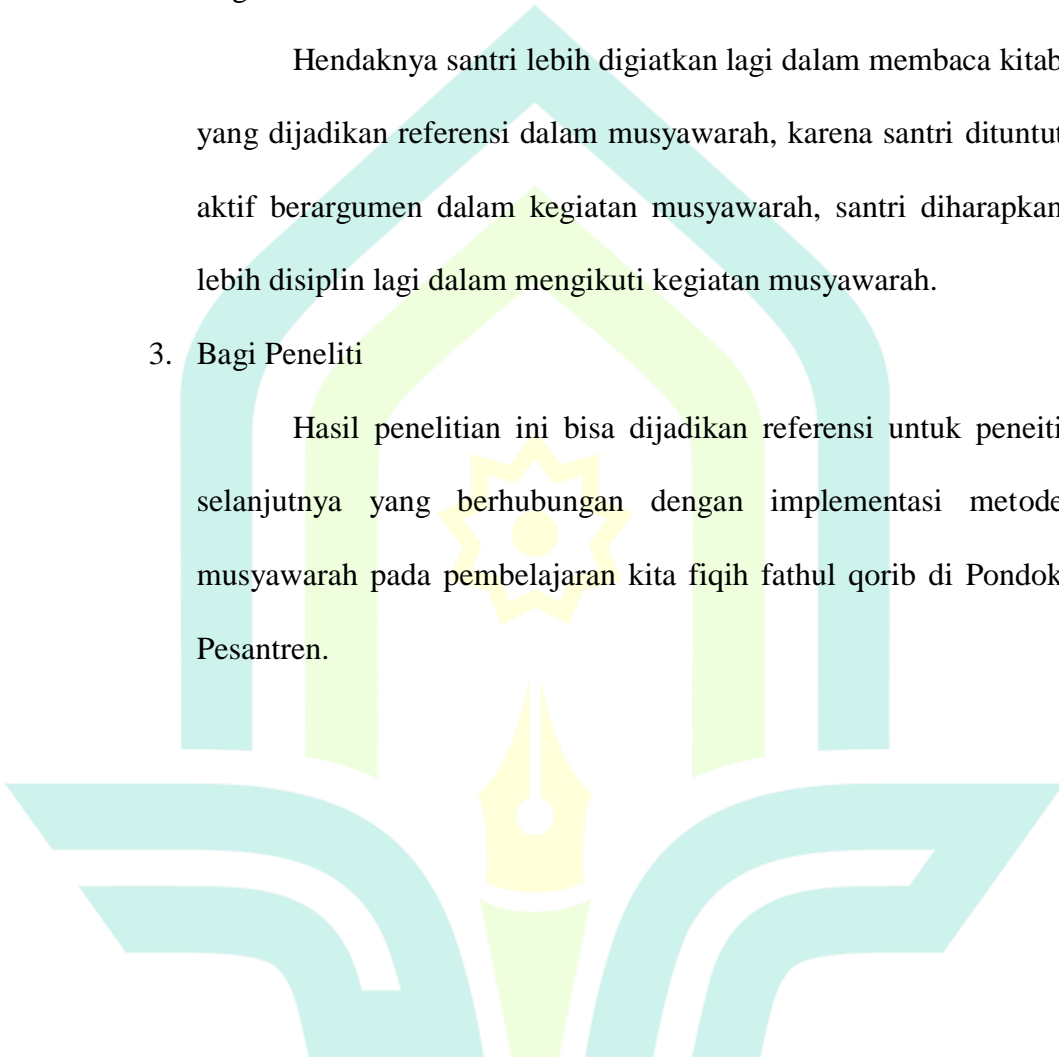 Hendaknya santri lebih digiatkan lagi dalam membaca kitab
yang dijadikan referensi dalam musyawarah, karena santri dituntut
aktif berargumen dalam kegiatan musyawarah, santri diharapkan
lebih disiplin lagi dalam mengikuti kegiatan musyawarah.
3. Bagi Peneliti
Hasil penelitian ini bisa dijadikan referensi untuk peneiti
selanjutnya yang berhubungan dengan implementasi metode
musyawarah pada pembelajaran kita fiqih fathul qorib di Pondok
Pesantren.